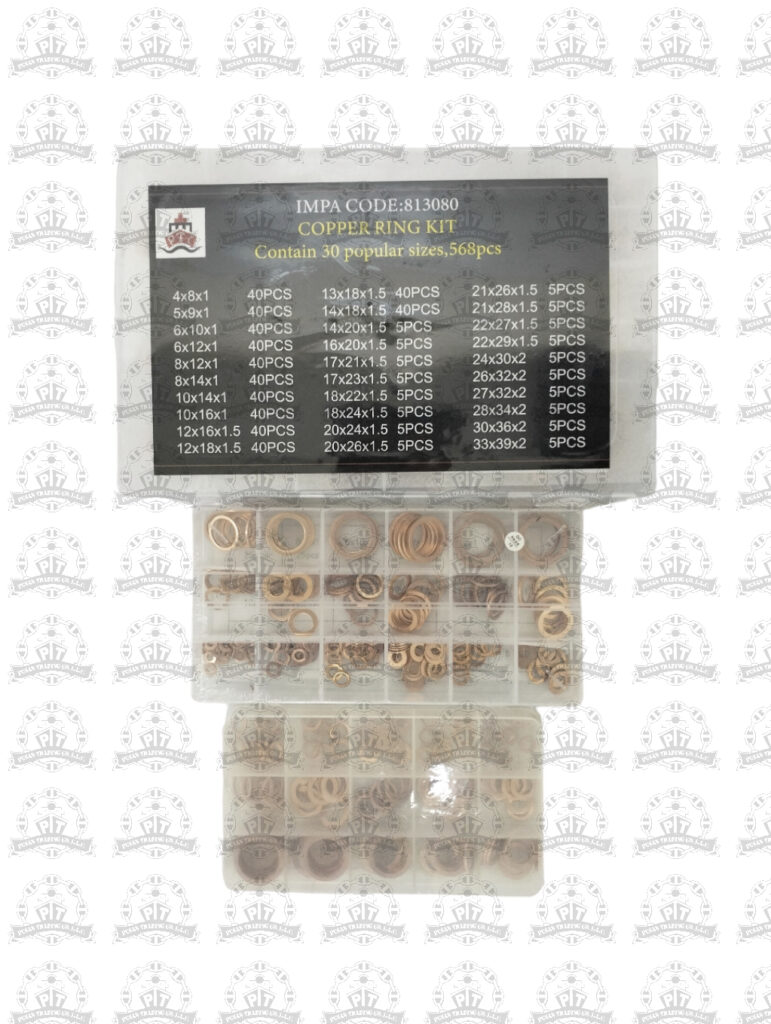 IMPA CODE:813080
COPPER RING KIT
Contain 30 popular sizes,568pcs
PTC
4x8x1 40PCS
5x9x1 40PCS
6x10x1 40PCS
6x12x1 40PCS
8x12x1 40PCS
8x14x1 40PCS
10x14x1 40PCS
10x16x1 40PCS
12x16x1.5 40PCS
12x18x1.5 40PCS
13x18x1.5 40PCS
14x18x1.5 40PCS
14x20x1.5 5PCS
16x20x1.5 5PCS
17x21x1.5 5PCS
17x23x1.5 5PCS
18x22x1.5 5PCS
18x24x1.5 5PCS
20x24x1.5 5PCS
20x26x1.5 5PCS
21x26x1.5 5PCS
21x28x1.5 5PCS
22x27x1.5 5PCS
22x29x1.5 5PCS
24x30x2 5PCS
26x32x2 5PCS
27x32x2 5PCS
28x34x2 5PCS
30x36x2 5PCS
33x39x2 5PCS
PIT